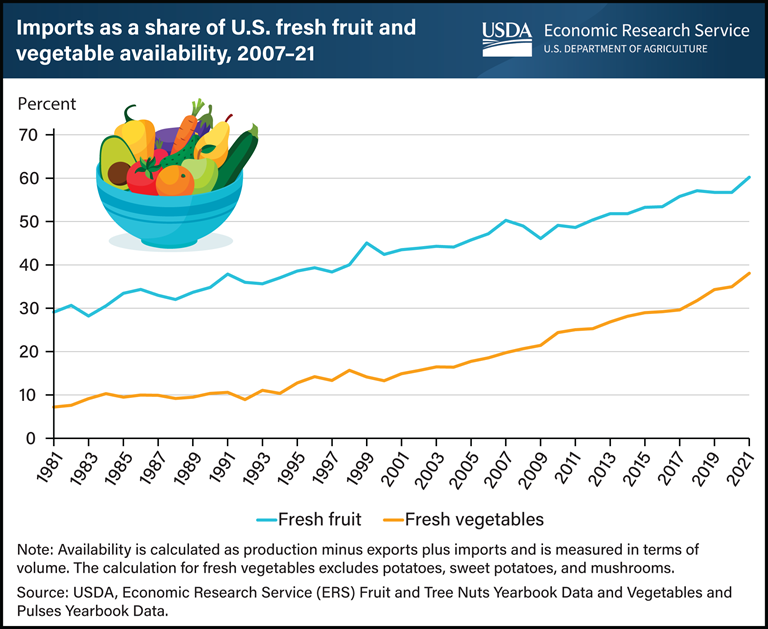 Imports as a share of U.S. fresh fruit and
vegetable availability, 2007–21
USDA
Economic Research Service
U.S. DEPARTMENT OF AGRICULTURE
Percent
70
60
50
40
30
20
10
0
1981
1983
1985
1987
1989
1991
1993
1995
1997
1999
2001
2003
2005
2007
2009
2011
2013
2015
2017
2019
2021
Fresh fruit
Fresh vegetables
Note: Availability is calculated as production minus exports plus imports and is measured in terms of
volume. The calculation for fresh vegetables excludes potatoes, sweet potatoes, and mushrooms.
Source: USDA, Economic Research Service (ERS) Fruit and Tree Nuts Yearbook Data and Vegetables and
Pulses Yearbook Data.